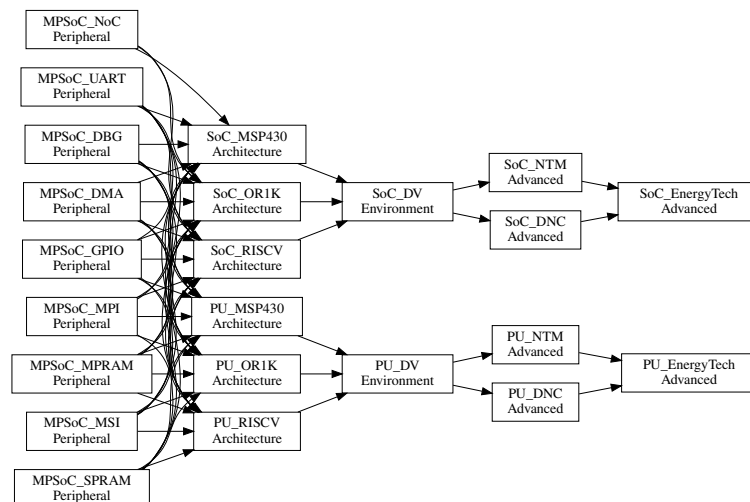 MPSoC_NoC
Peripheral
MPSoC_UART
Peripheral
MPSoC_DBG
Peripheral
MPSoC_DMA
Peripheral
MPSoC_GPIO
Peripheral
MPSoC_MPI
Peripheral
MPSoC_MPRAM
Peripheral
MPSoC_MSI
Peripheral
MPSoC_SPRAM
Peripheral
SoC_MSP430
Architecture
SoC_OR1K
Architecture
SoC_RISCV
Architecture
PU_MSP430
Architecture
PU_OR1K
Architecture
PU_RISCV
Architecture
SoC_DV
Environment
PU_DV
Environment
SoC_NTM
Advanced
SoC_DNC
Advanced
PU_NTM
Advanced
PU_DNC
Advanced
SoC_EnergyTech
Advanced
PU_EnergyTech
Advanced